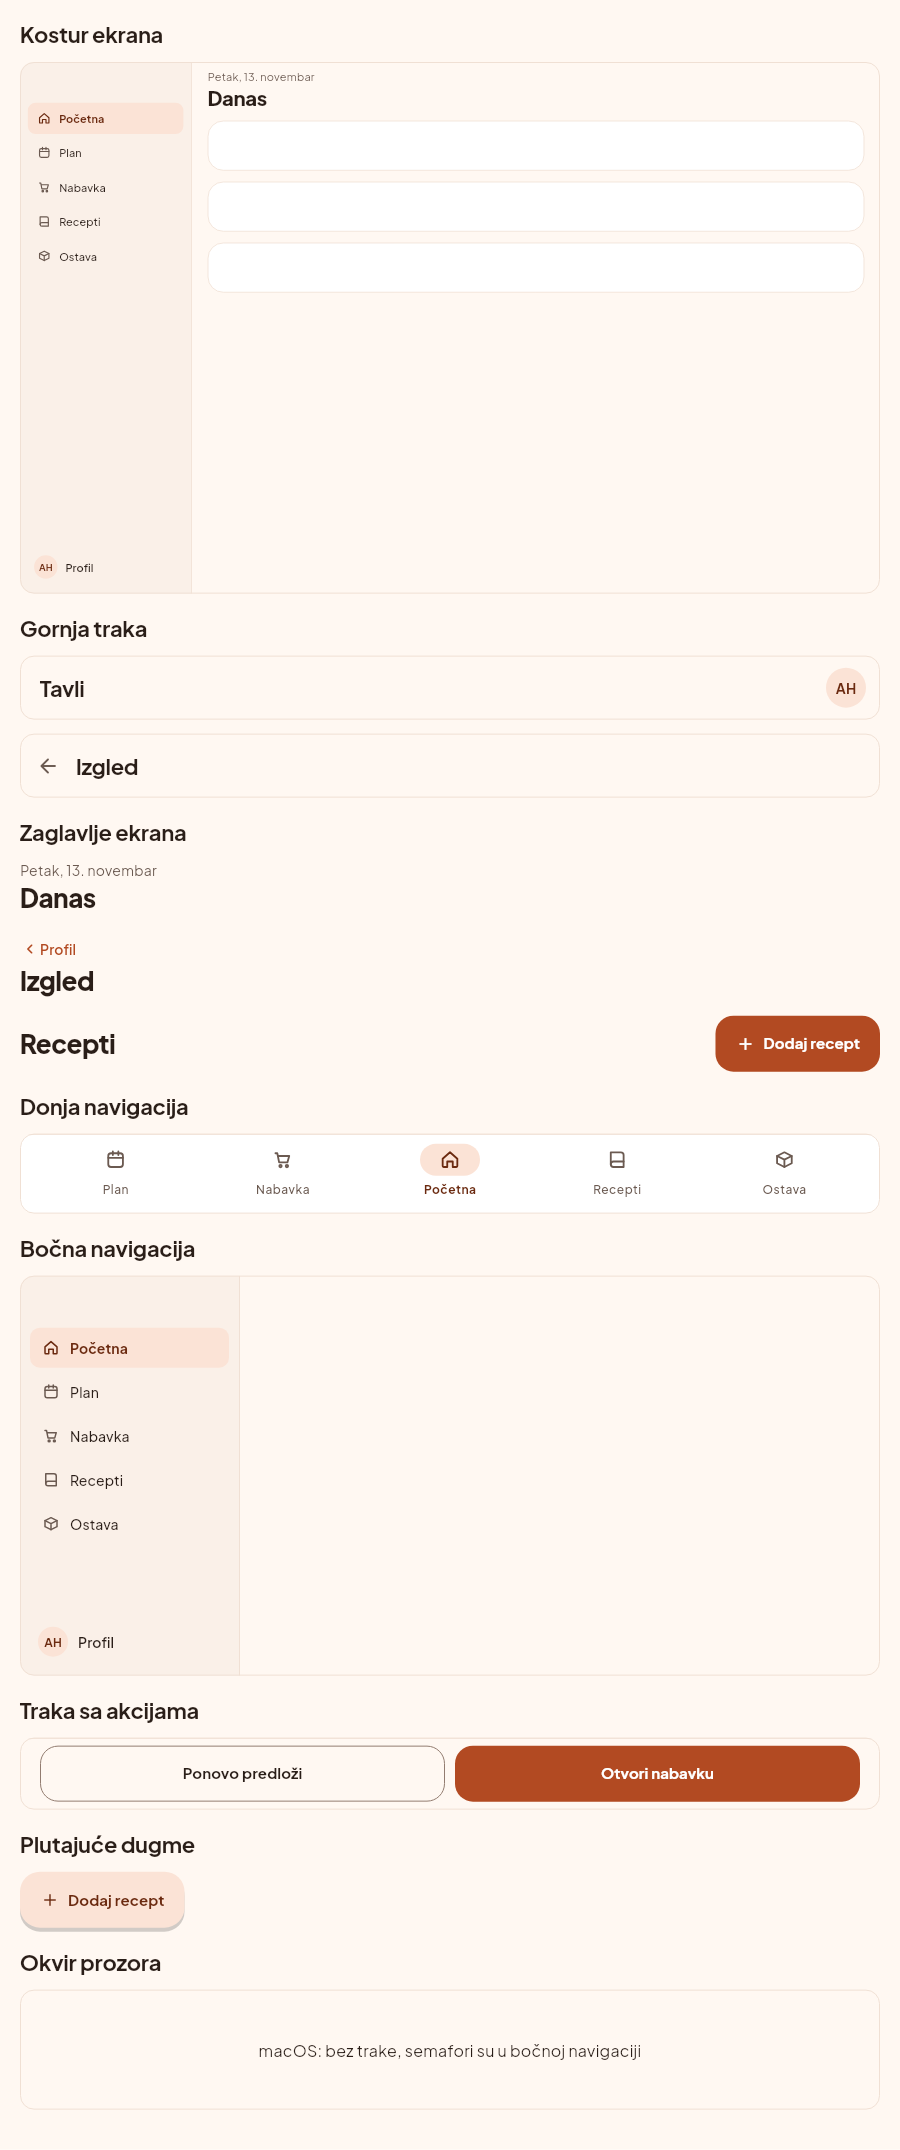 Kostur ekrana
Petak, 13. novembar
Danas
Početna
Plan
Nabavka
Recepti
Ostava
AH Profil
Gornja traka
Tavli AH
Izgled
Zaglavlje ekrana
Petak, 13. novembar
Danas
Profil
Izgled
Recepti Dodaj recept
Donja navigacija
Plan Nabavka Početna Recepti Ostava
Bočna navigacija
Početna
Plan
Nabavka
Recepti
Ostava
AH Profil
Traka sa akcijama
Ponovo predloži Otvori nabavku
Plutajuće dugme
Dodaj recept
Okvir prozora
macOS: bez trake, semafori su u bočnoj navigaciji